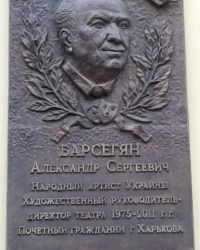 БАРСЕГЯН
АЛЕКСАНДР СЕРГЕЕВИЧ
НАРОДНЫЙ АРТИСТ УКРАИНЫ
ХУДОЖЕСТВЕННЫЙ РУКОВОДИТЕЛЬ-
ДИРЕКТОР ТЕАТРА 1975-2011 Г.Г.
ПОЧЕТНЫЙ ГРАЖДАНИН Г. ХАРЬКОВА